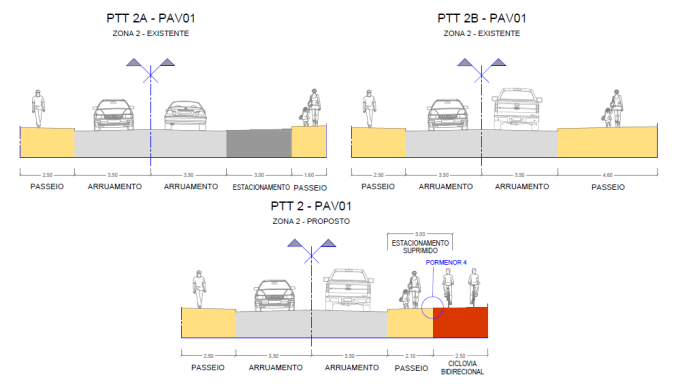 PTT 2A - PAV01
ZONA 2 - EXISTENTE
2.50 3.50 3.50 3.00 1.60
PASSEIO ARRUAMENTO ARRUAMENTO ESTACIONAMENTO PASSEIO
PTT 2B - PAV01
ZONA 2 - EXISTENTE
2.50 3.50 3.50 4.60
PASSEIO ARRUAMENTO ARRUAMENTO PASSEIO
PTT 2 - PAV01
ZONA 2 - PROPOSTO
5.00
ESTACIONAMENTO
SUPRIMIDO
PORMENOR 4
2.50 3.50 3.50 2.10 2.50
PASSEIO ARRUAMENTO ARRUAMENTO PASSEIO CICLOVIA
BIDIRECIONAL